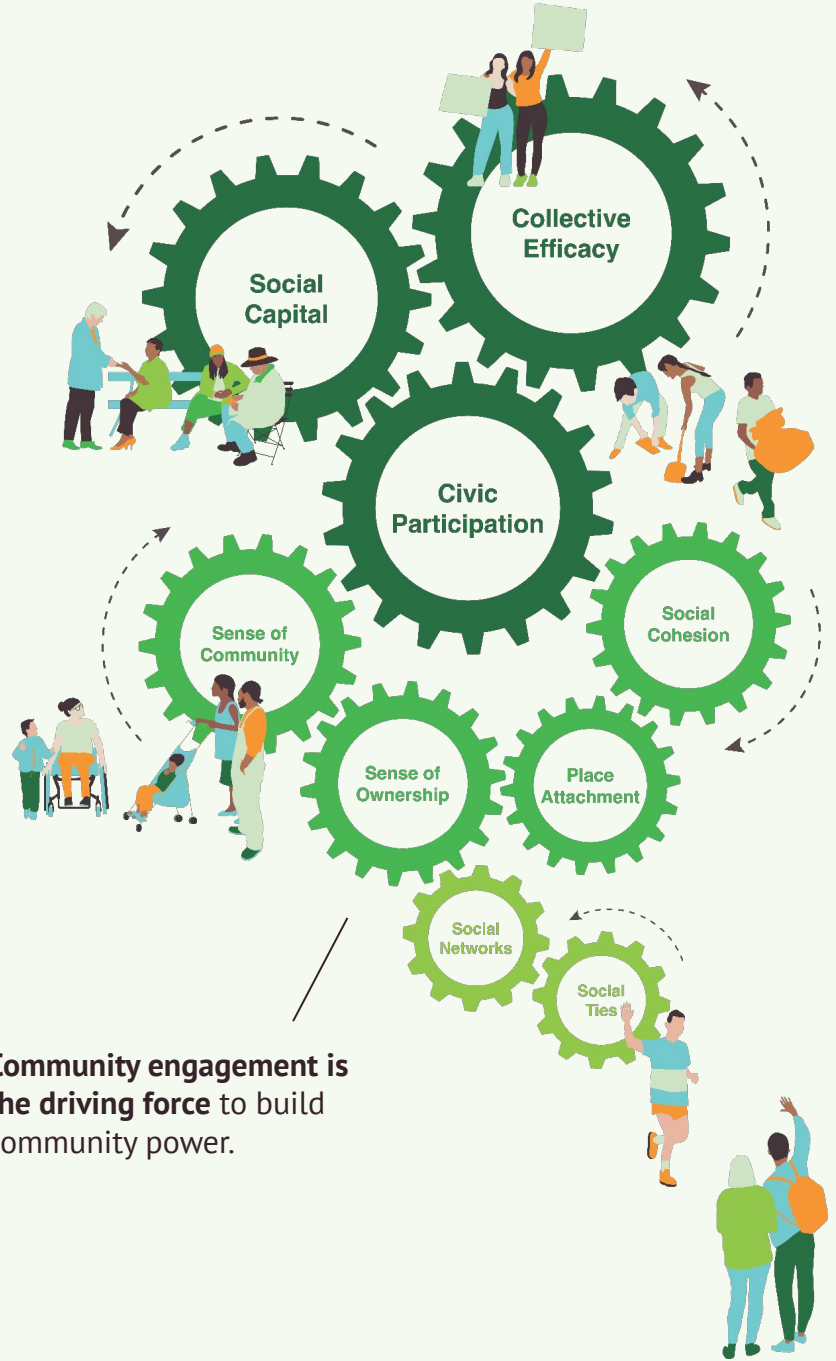 Collective
Efficacy
Social
Capital
Civic
Participation
Social
Cohesion
Sense of
Community
Sense of
Ownership
Place
Attachment
Social
Networks
Social
Ties
ommunity engagement is
he driving force to build
ommunity power.